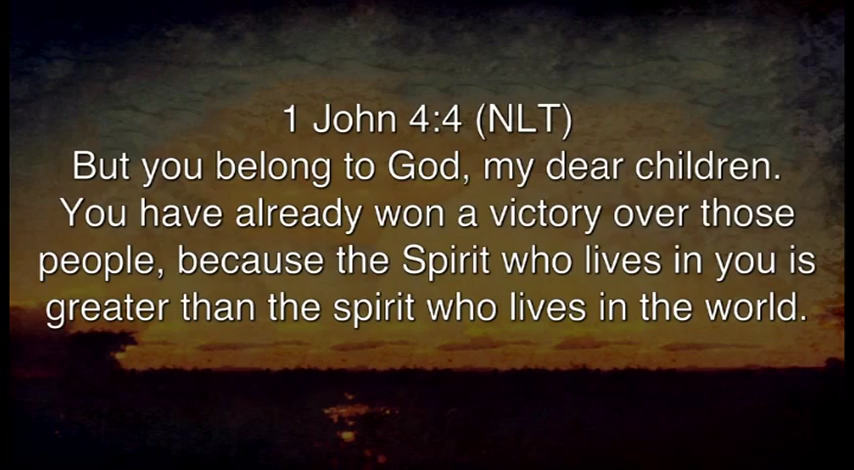 1 John 4:4 (NLT)
But you belong to God, my dear children.
You have already won a victory over those
people, because the Spirit who lives in you is
greater than the spirit who lives in the world.